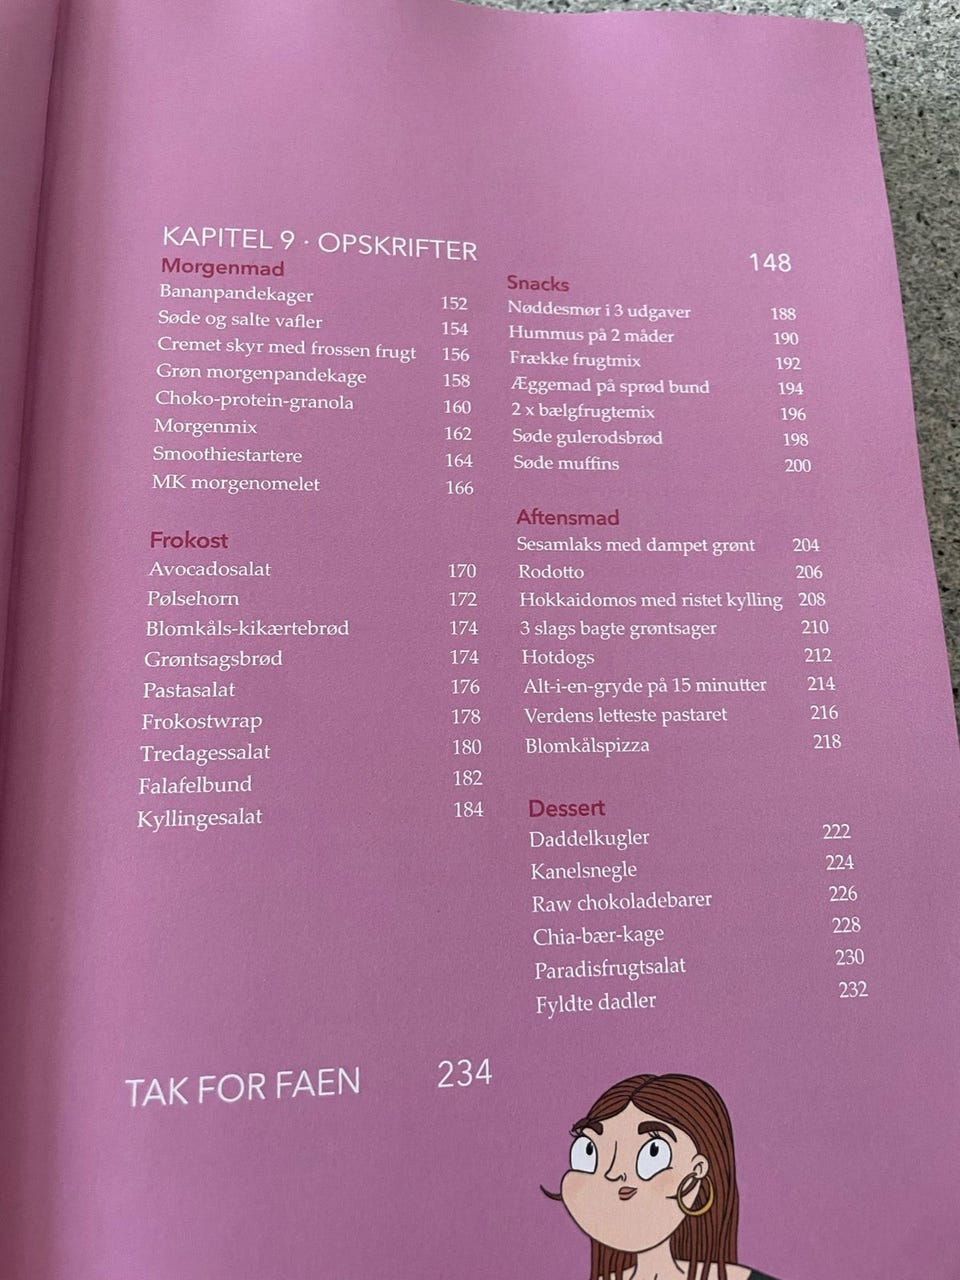 KAPITEL 9 · OPSKRIFTER 148
Morgenmad
Bananpandekager 152
Søde og salte vafler 154
Cremet skyr med frossen frugt 156
Grøn morgenpandekage 158
Choko-protein-granola 160
Morgenmix 162
Smoothiestartere 164
MK morgenomelet 166
Frokost
Avocadosalat 170
Pølsehorn 172
Blomkåls-kikærtebrød 174
Grøntsagsbrød 174
Pastasalat 176
Frokostwrap 178
Tredagessalat 180
Falafelbund 182
Kyllingesalat 184
Snacks
Nøddesmør i 3 udgaver 188
Hummus på 2 måder 190
Frække frugtmix 192
Æggemad på sprød bund 194
2 x bælgfrugtemix 196
Søde gulerodsbrød 198
Søde muffins 200
Aftensmad
Sesamlaks med dampet grønt 204
Rodotto 206
Hokkaidomos med ristet kylling 208
3 slags bagte grøntsager 210
Hotdogs 212
Alt-i-en-gryde på 15 minutter 214
Verdens letteste pastaret 216
Blomkålspizza 218
Dessert
Daddelkugler 222
Kanelsnegle 224
Raw chokoladebarer 226
Chia-bær-kage 228
Paradisfrugtsalat 230
Fyldte dadler 232
TAK FOR FAEN 234